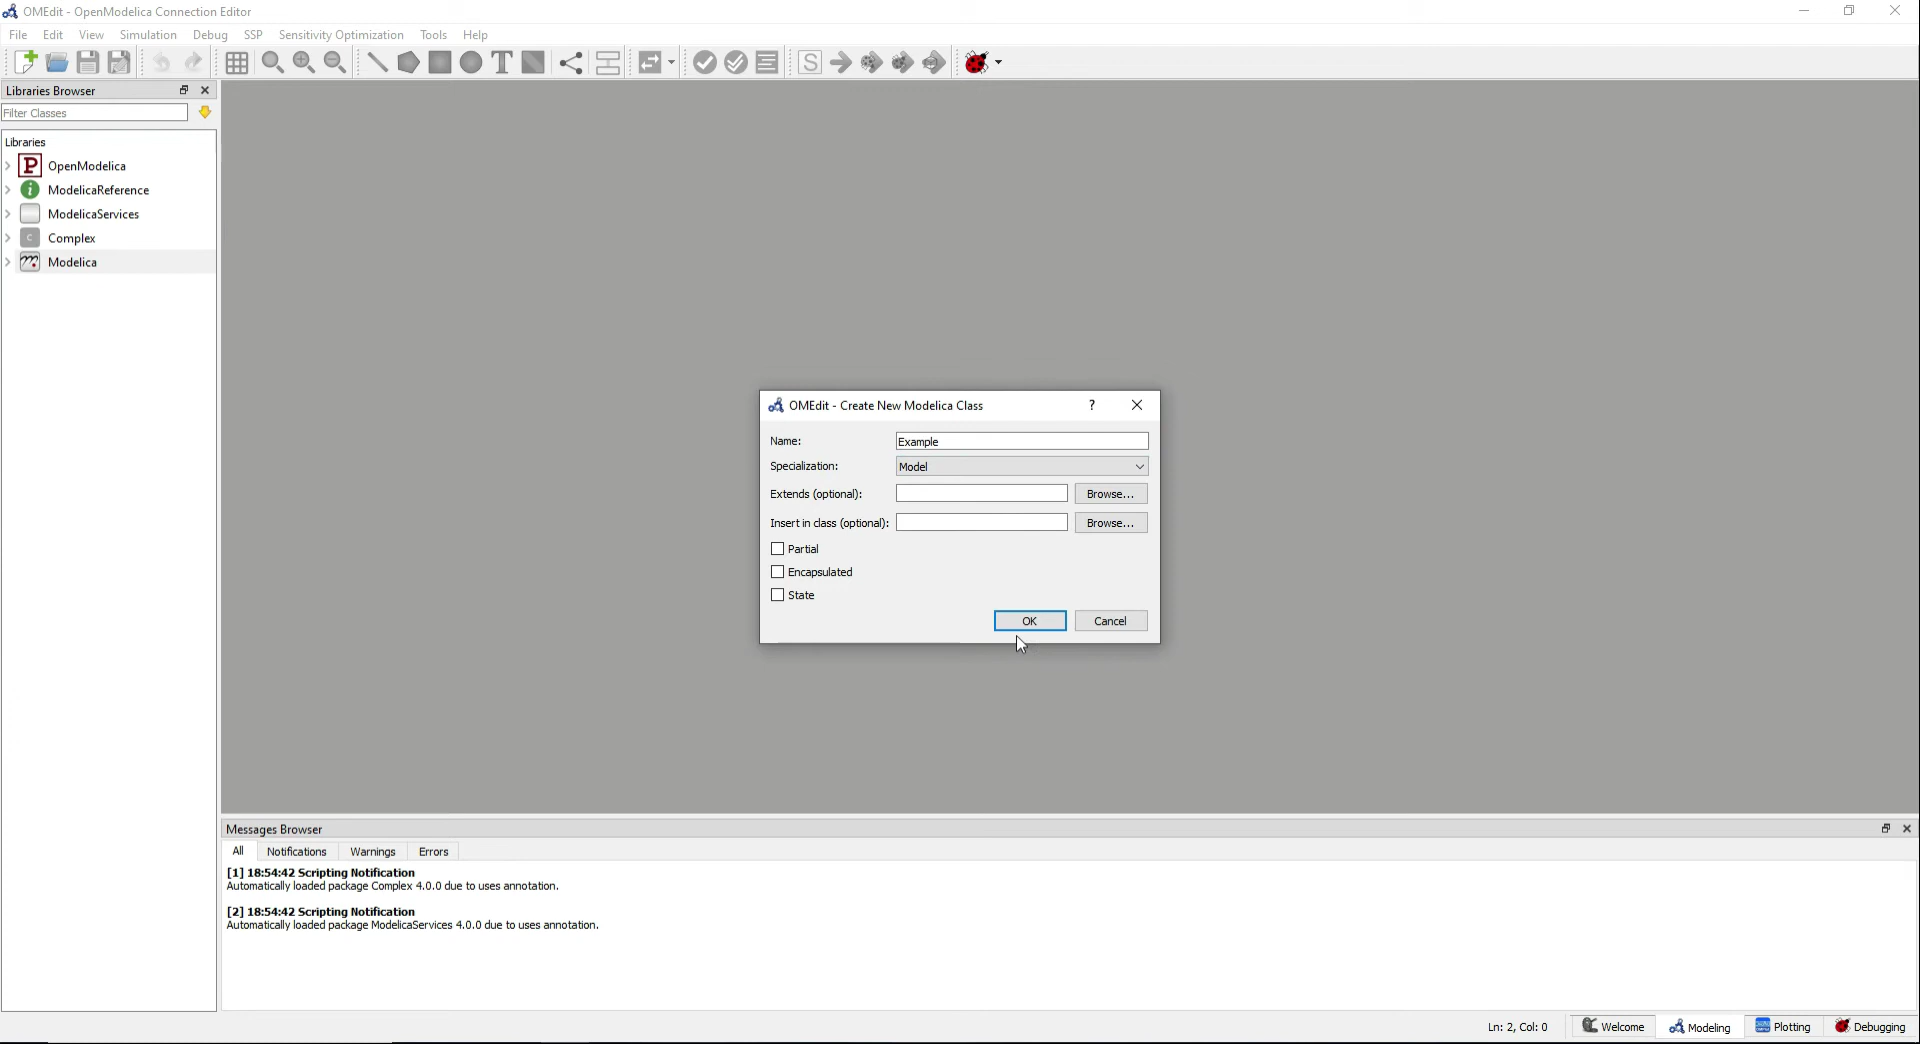 OMEdit - OpenModelica Connection Editor
File Edit View Simulation Debug SSP Sensitivity Optimization Tools Help
T S
Libraries Browser
Filter Classes
Libraries
P OpenModelica
i ModelicaReference
ModelicaServices
C Complex
Modelica
OMEdit - Create New Modelica Class ?
Name: Example
Specialization: Model
Extends (optional): Browse...
Insert in class (optional): Browse...
Partial
Encapsulated
State
OK Cancel
Messages Browser
All Notifications Warnings Errors
[1] 18:54:42 Scripting Notification
Automatically loaded package Complex 4.0.0 due to uses annotation.
[2] 18:54:42 Scripting Notification
Automatically loaded package ModelicaServices 4.0.0 due to uses annotation.
Ln: 2, Col: 0 Welcome Modeling Plotting Debugging